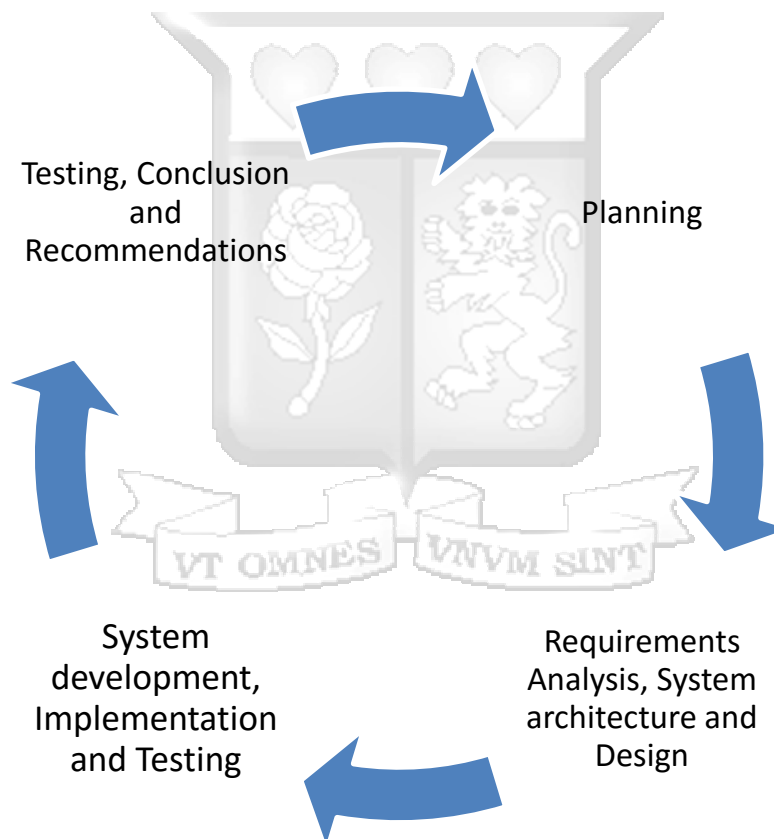 Testing, Conclusion
and
Recommendations
Planning
VT OMNES VNVM SINT
System
development,
Implementation
and Testing
Requirements
Analysis, System
architecture and
Design